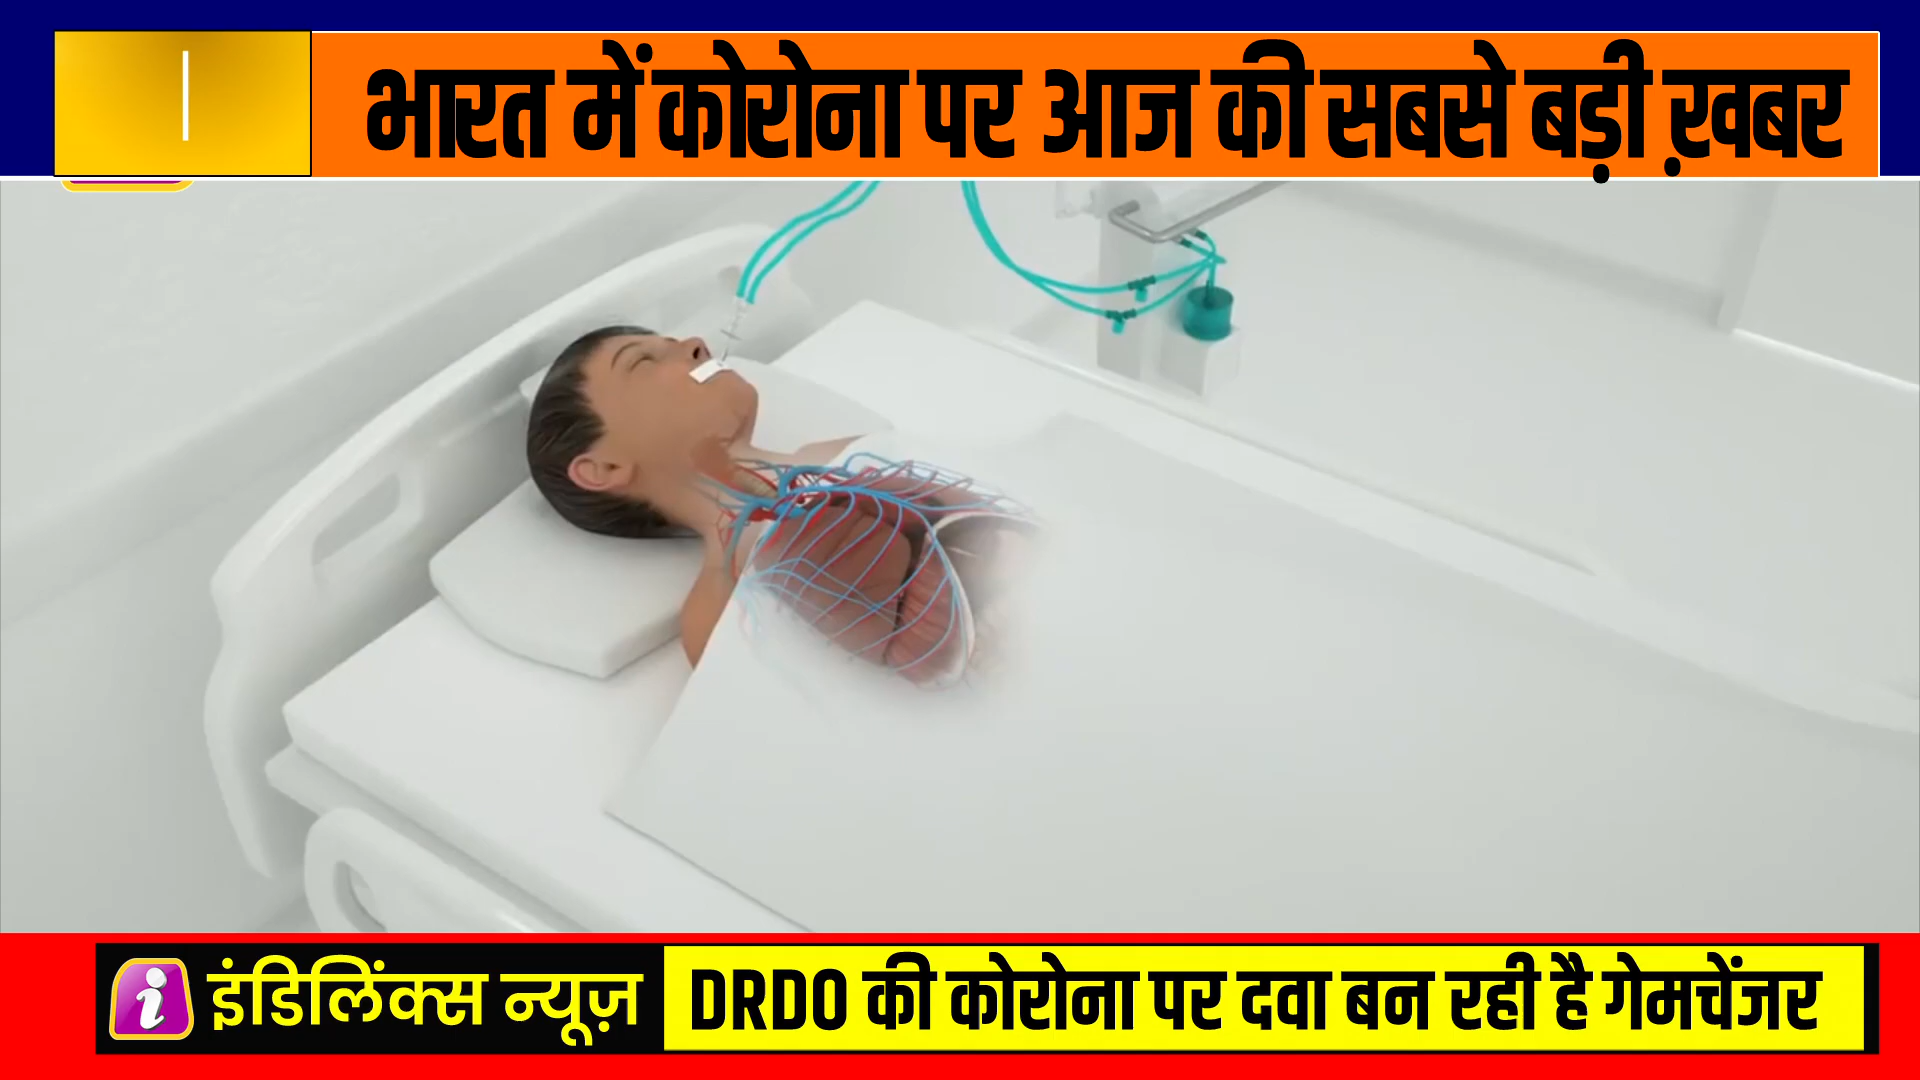 भारत में कोरोना पर आज की सबसे बड़ी ख़बर
इंडिलिंक्स न्यूज़
DRDO की कोरोना पर दवा बन रही है गेमचेंजर